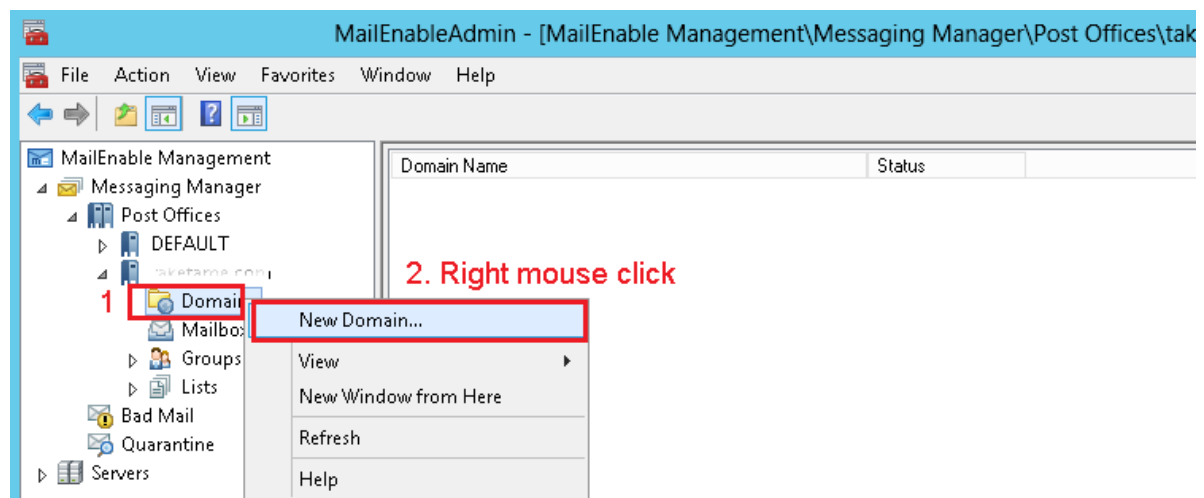 MailEnableAdmin - [MailEnable Management\Messaging Manager\Post Offices\tak
File Action View Favorites Window Help
MailEnable Management
Domain Name Status
Messaging Manager
Post Offices
DEFAULT
2. Right mouse click
1 Domain
New Domain...
Mailbox
Groups
View
Lists
New Window from Here
Bad Mail
Quarantine
Refresh
Servers
Help